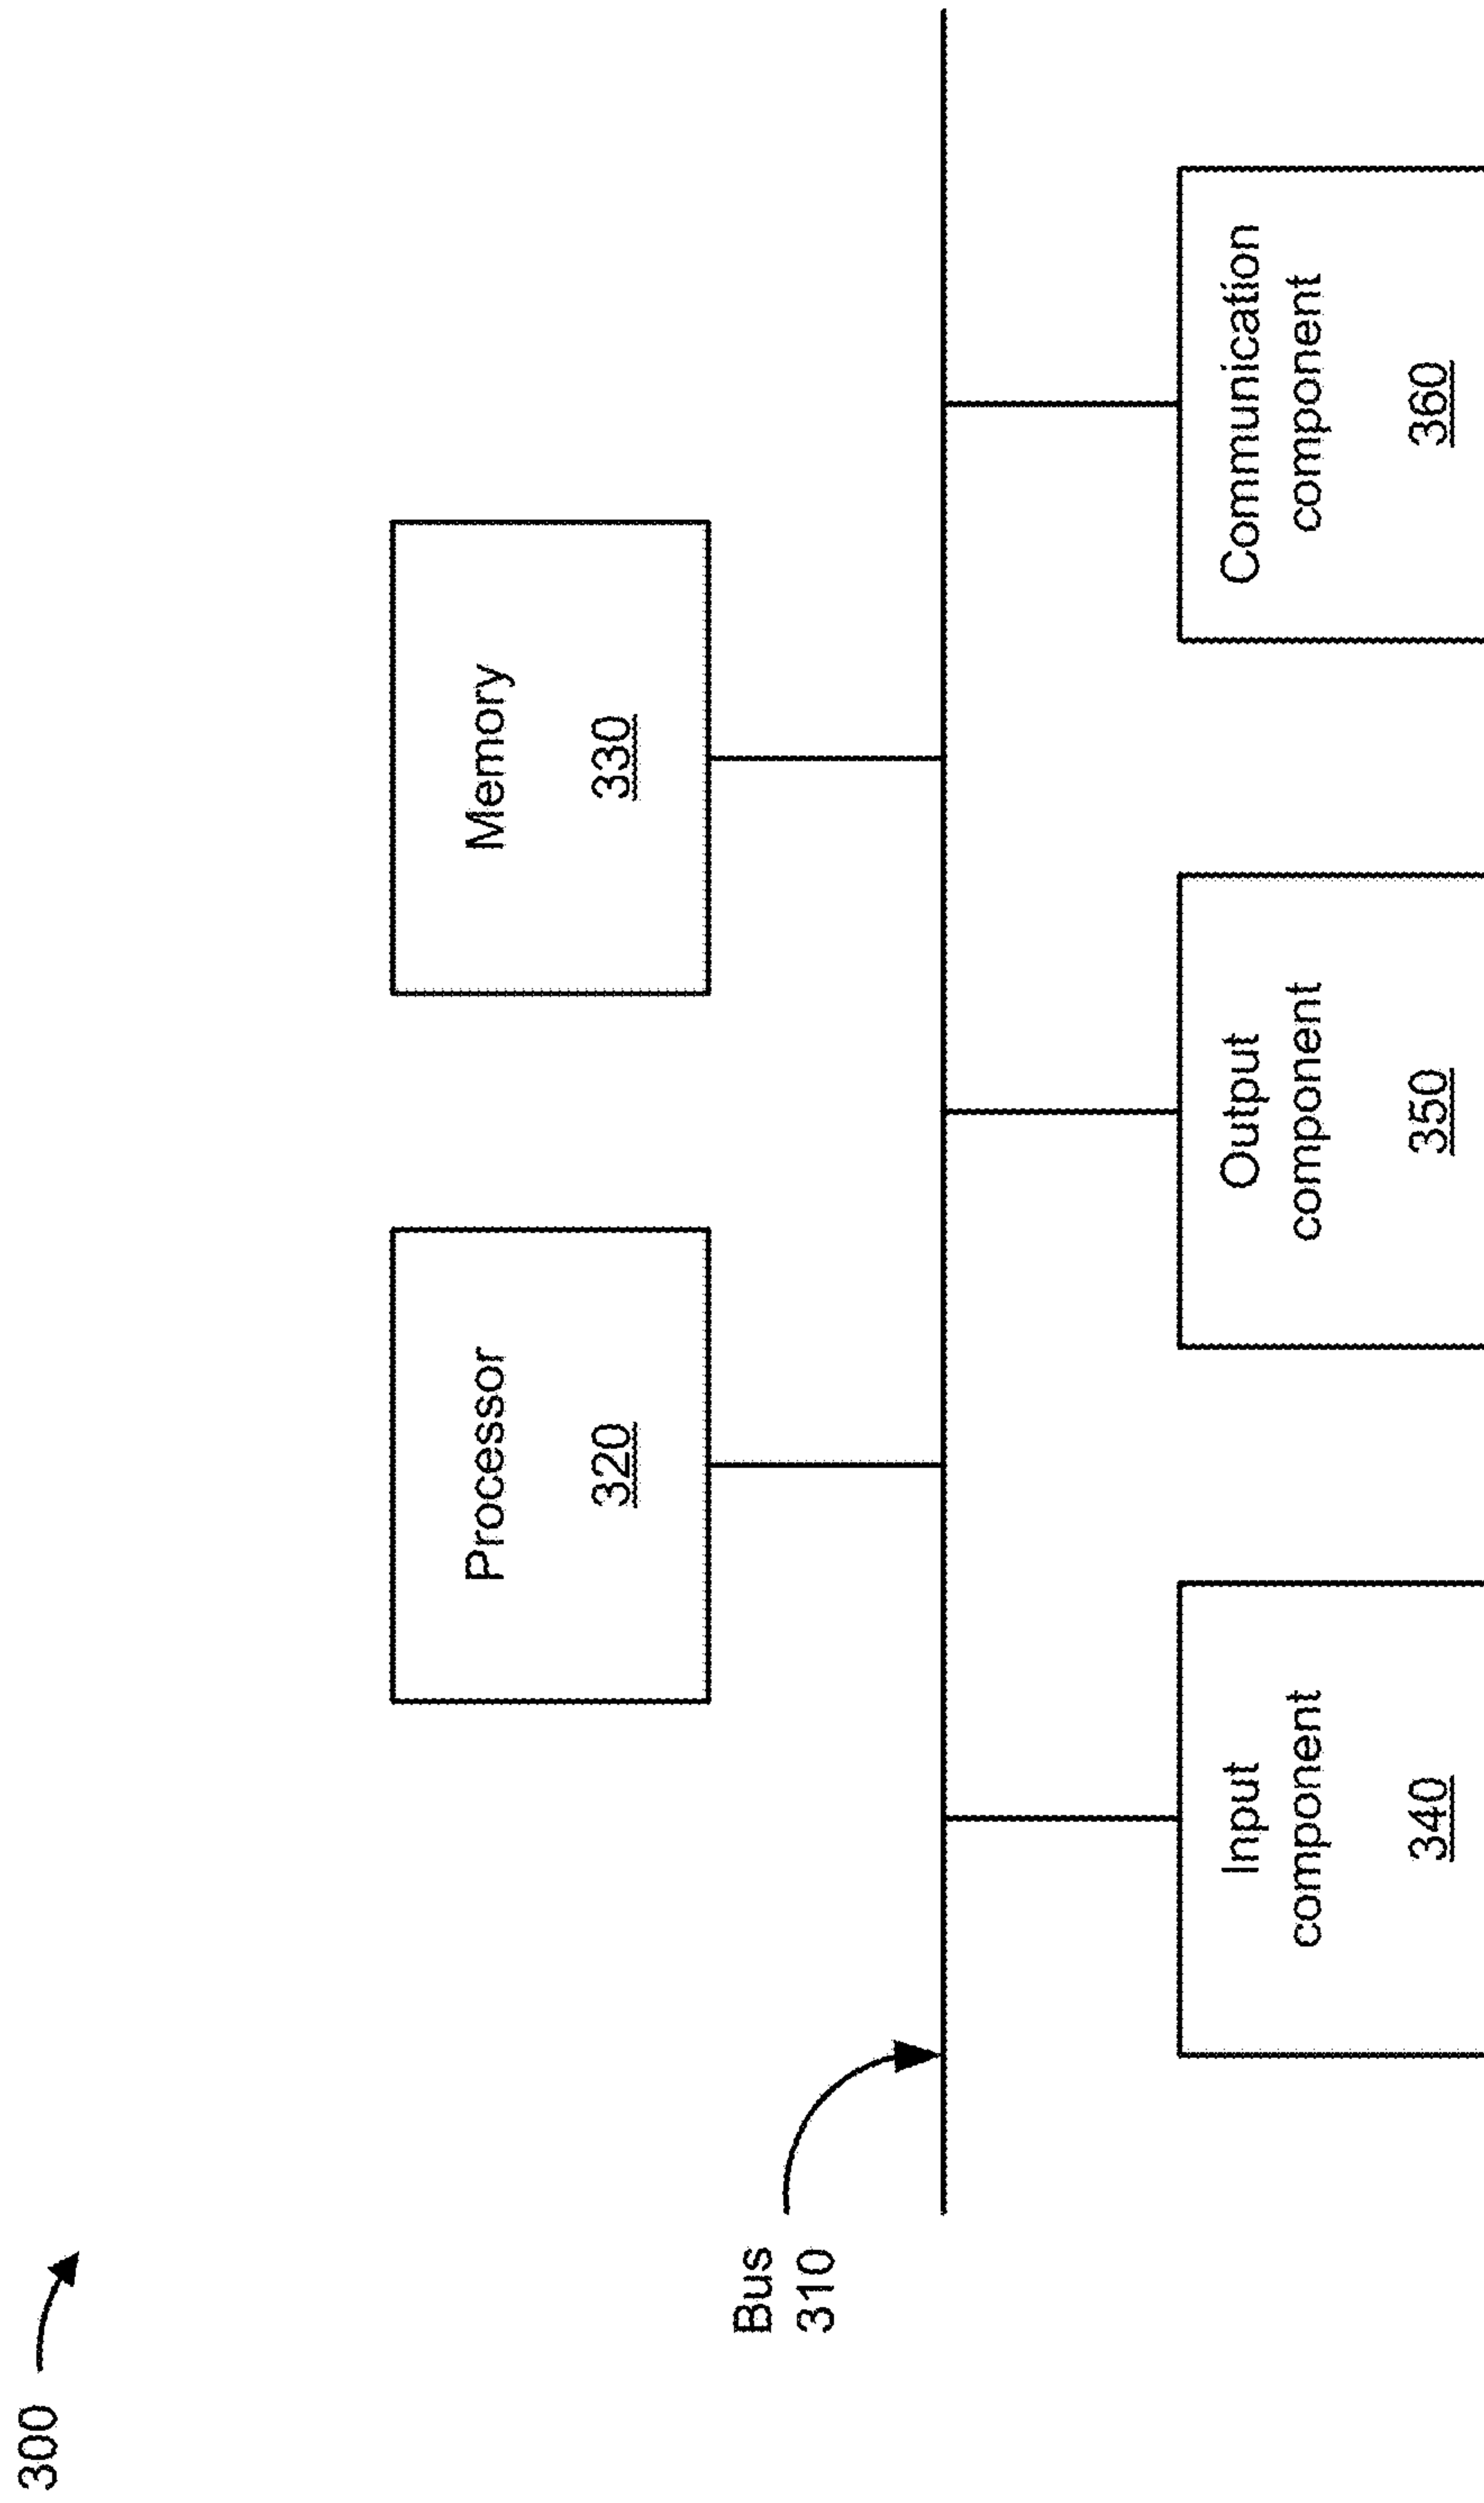 300
Processor
320
Memory
330
Bus
310
Input
component
340
Output
component
350
Communication
component
360